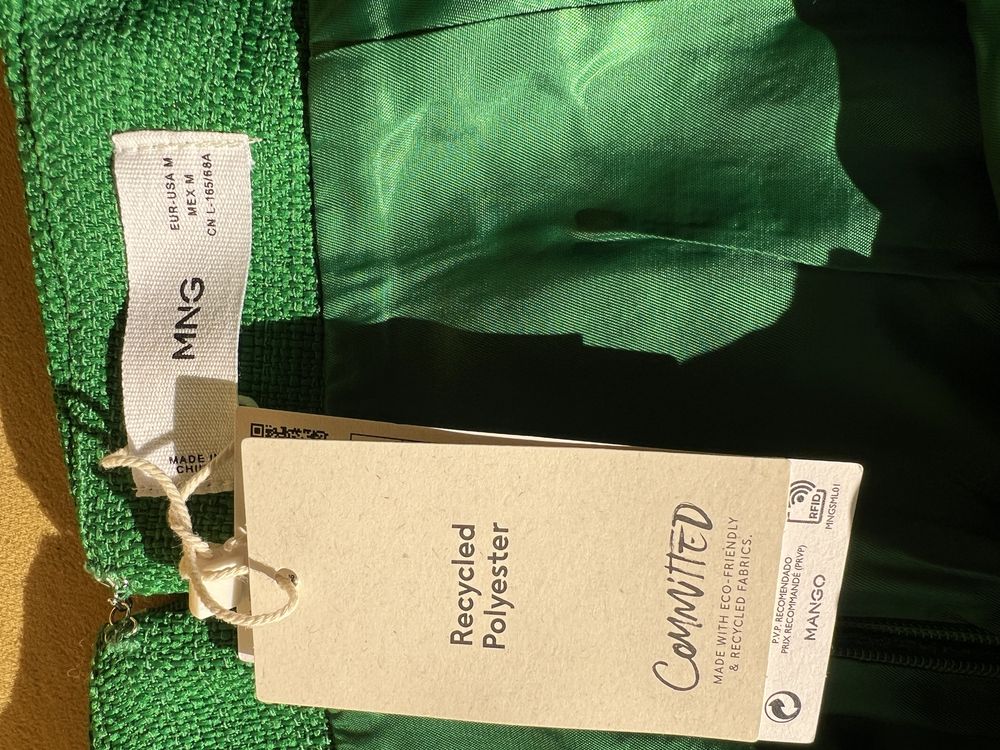 EUR-USA M
MEX M
CN L-165/68A
MNG
MADE IN
Recycled
Polyester
COMMITTED
MADE WITH ECO-FRIENDLY
& RECYCLED FABRICS.
RFID
MNGSML01
P.V.P. RECOMENDADO
PRIX RECOMMANDÉ (PRVP)
MANGO